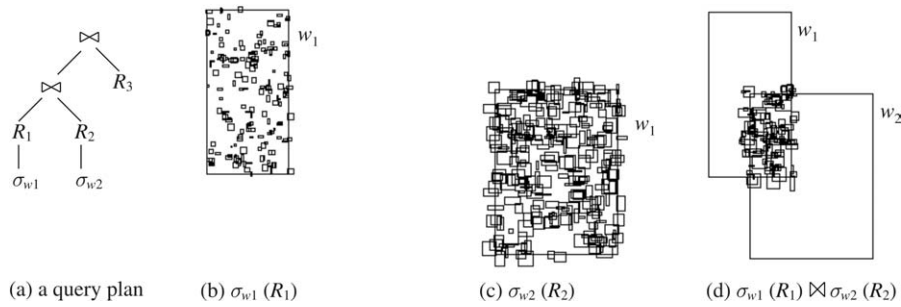 ⋈
⋈ R3
R1 R2
σw1 σw2
w1
w1
w1
w2
(a) a query plan
(b) σw1 (R1)
(c) σw2 (R2)
(d) σw1 (R1) ⋈ σw2 (R2)